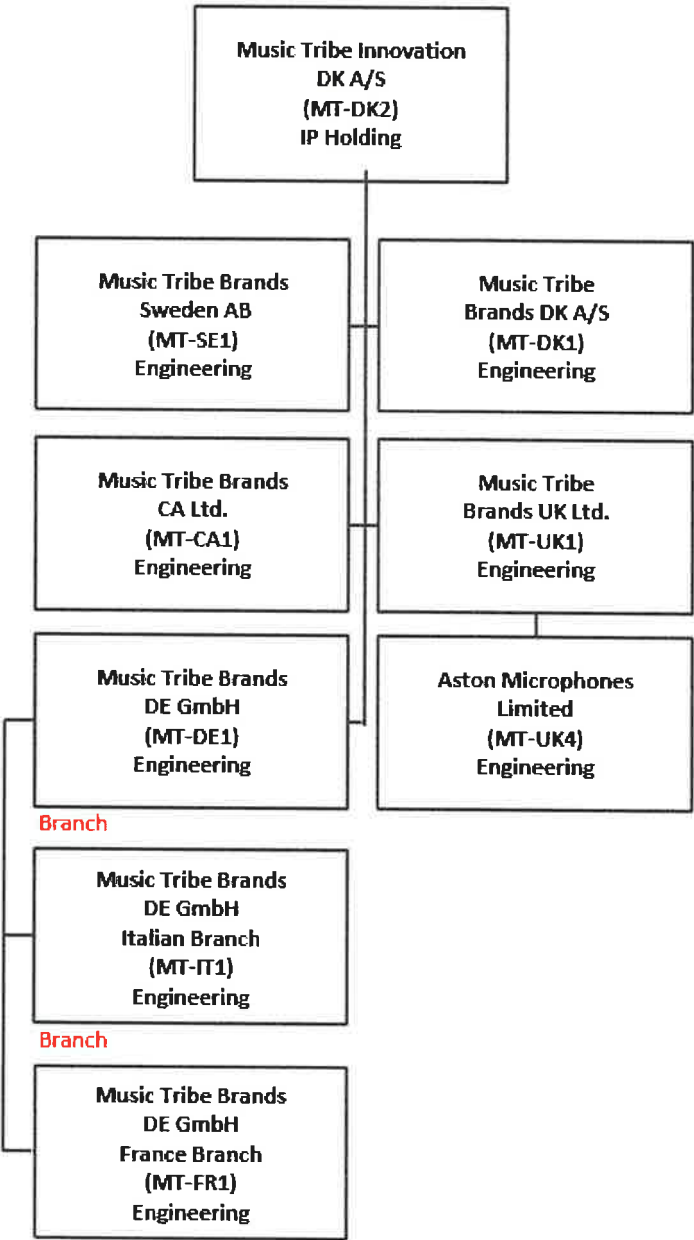 Music Tribe Innovation
DK A/S
(MT-DK2)
IP Holding
Music Tribe Brands
Sweden AB
(MT-SE1)
Engineering
Music Tribe
Brands DK A/S
(MT-DK1)
Engineering
Music Tribe Brands
CA Ltd.
(MT-CA1)
Engineering
Music Tribe
Brands UK Ltd.
(MT-UK1)
Engineering
Music Tribe Brands
DE GmbH
(MT-DE1)
Engineering
Aston Microphones
Limited
(MT-UK4)
Engineering
Branch
Music Tribe Brands
DE GmbH
Italian Branch
(MT-IT1)
Engineering
Branch
Music Tribe Brands
DE GmbH
France Branch
(MT-FR1)
Engineering